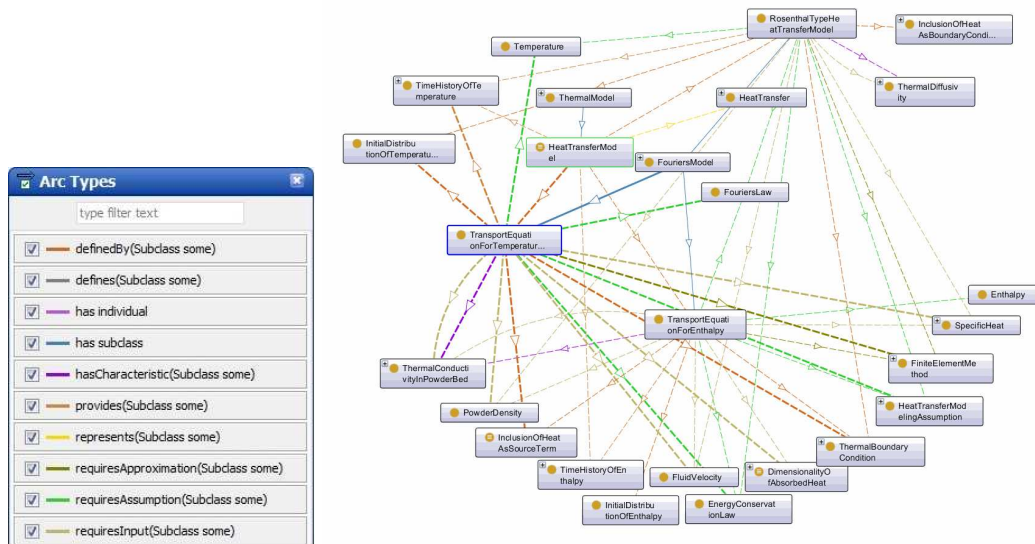 Arc Types
type filter text
definedBy(Subclass some)
defines(Subclass some)
has individual
has subclass
hasCharacteristic(Subclass some)
provides(Subclass some)
represents(Subclass some)
requiresApproximation(Subclass some)
requiresAssumption(Subclass some)
requiresInput(Subclass some)
RosenthalTypeHe
atTransferModel
InclusionOfHeat
AsBoundaryCondi...
Temperature
TimeHistoryOfTe
mperature
ThermalModel
HeatTransfer
ThermalDiffusiv
ity
InitialDistribu
tionOfTemperatu...
HeatTransferMod
el
FouriersModel
FouriersLaw
TransportEquati
onForTemperatur...
Enthalpy
TransportEquati
onForEnthalpy
SpecificHeat
ThermalConducti
vityInPowderBed
FiniteElementMe
thod
PowderDensity
HeatTransferMod
elingAssumption
InclusionOfHeat
AsSourceTerm
ThermalBoundary
Condition
TimeHistoryOfEn
thalpy
FluidVelocity
DimensionalityO
fAbsorbedHeat
InitialDistribu
tionOfEnthalpy
EnergyConservat
ionLaw